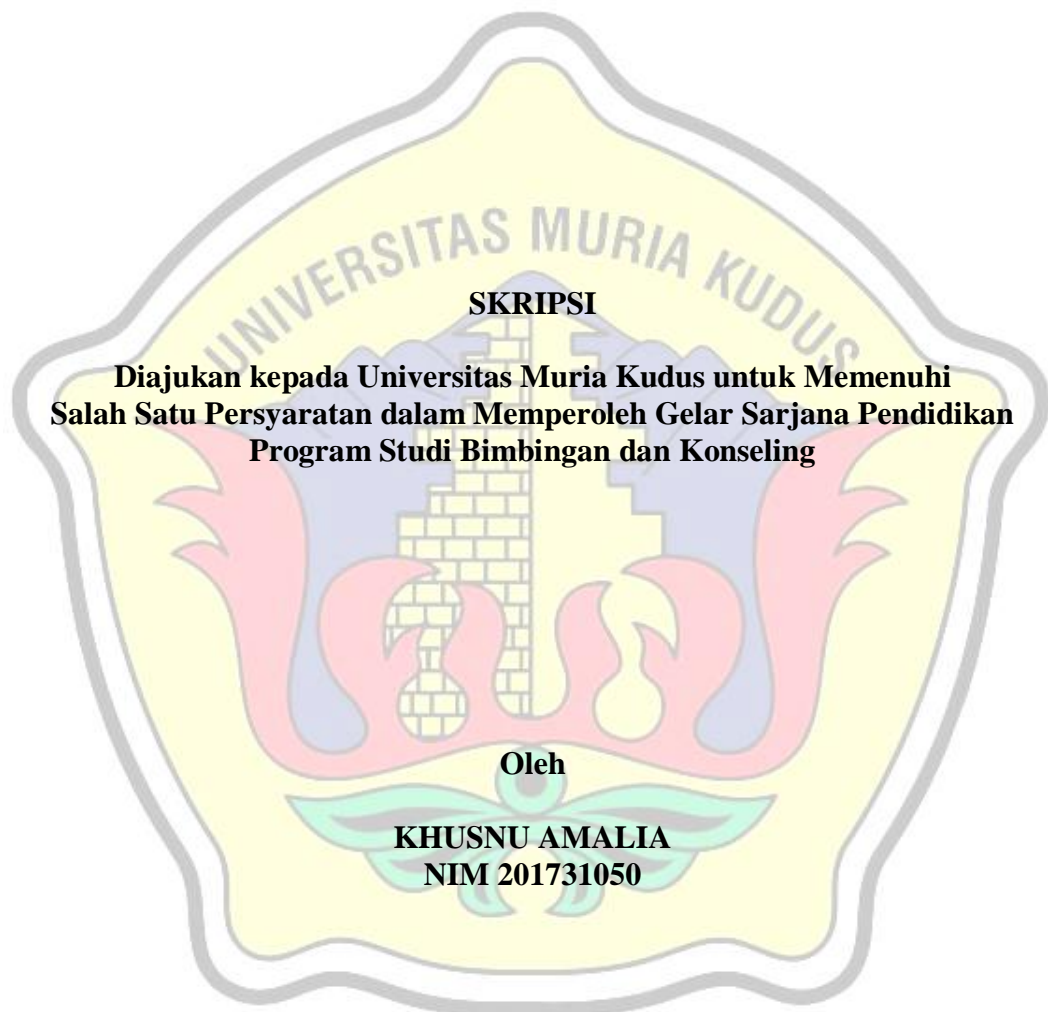 UNIVERSITAS MURIA KUDUS
SKRIPSI
Diajukan kepada Universitas Muria Kudus untuk Memenuhi
Salah Satu Persyaratan dalam Memperoleh Gelar Sarjana Pendidikan
Program Studi Bimbingan dan Konseling
Oleh
KHUSNU AMALIA
NIM 201731050